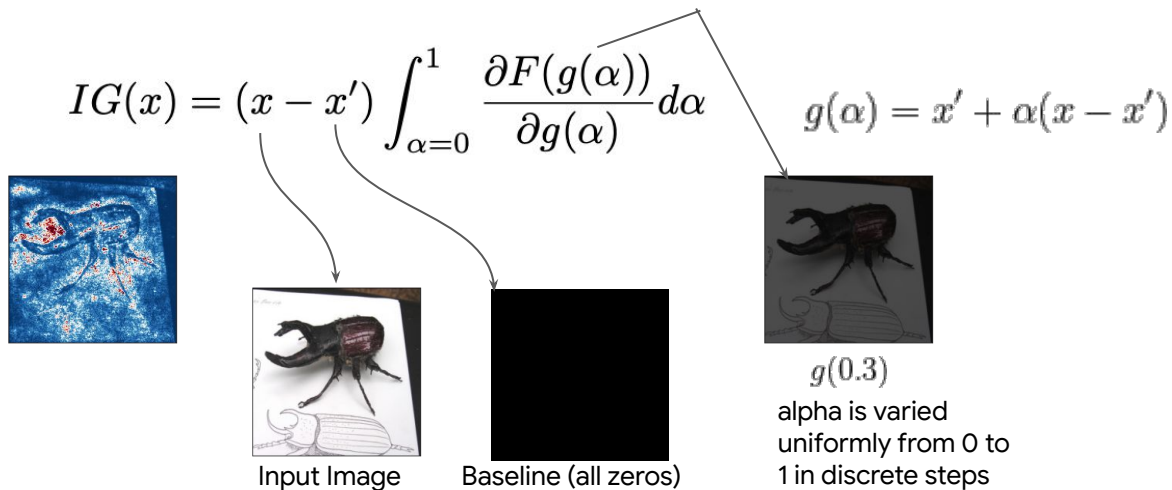 IG(x) = (x − x′) ∫_{α=0}^{1} ∂F(g(α))/∂g(α) dα
g(α) = x′ + α(x − x′)
g(0.3)
alpha is varied
uniformly from 0 to
1 in discrete steps
Input Image
Baseline (all zeros)